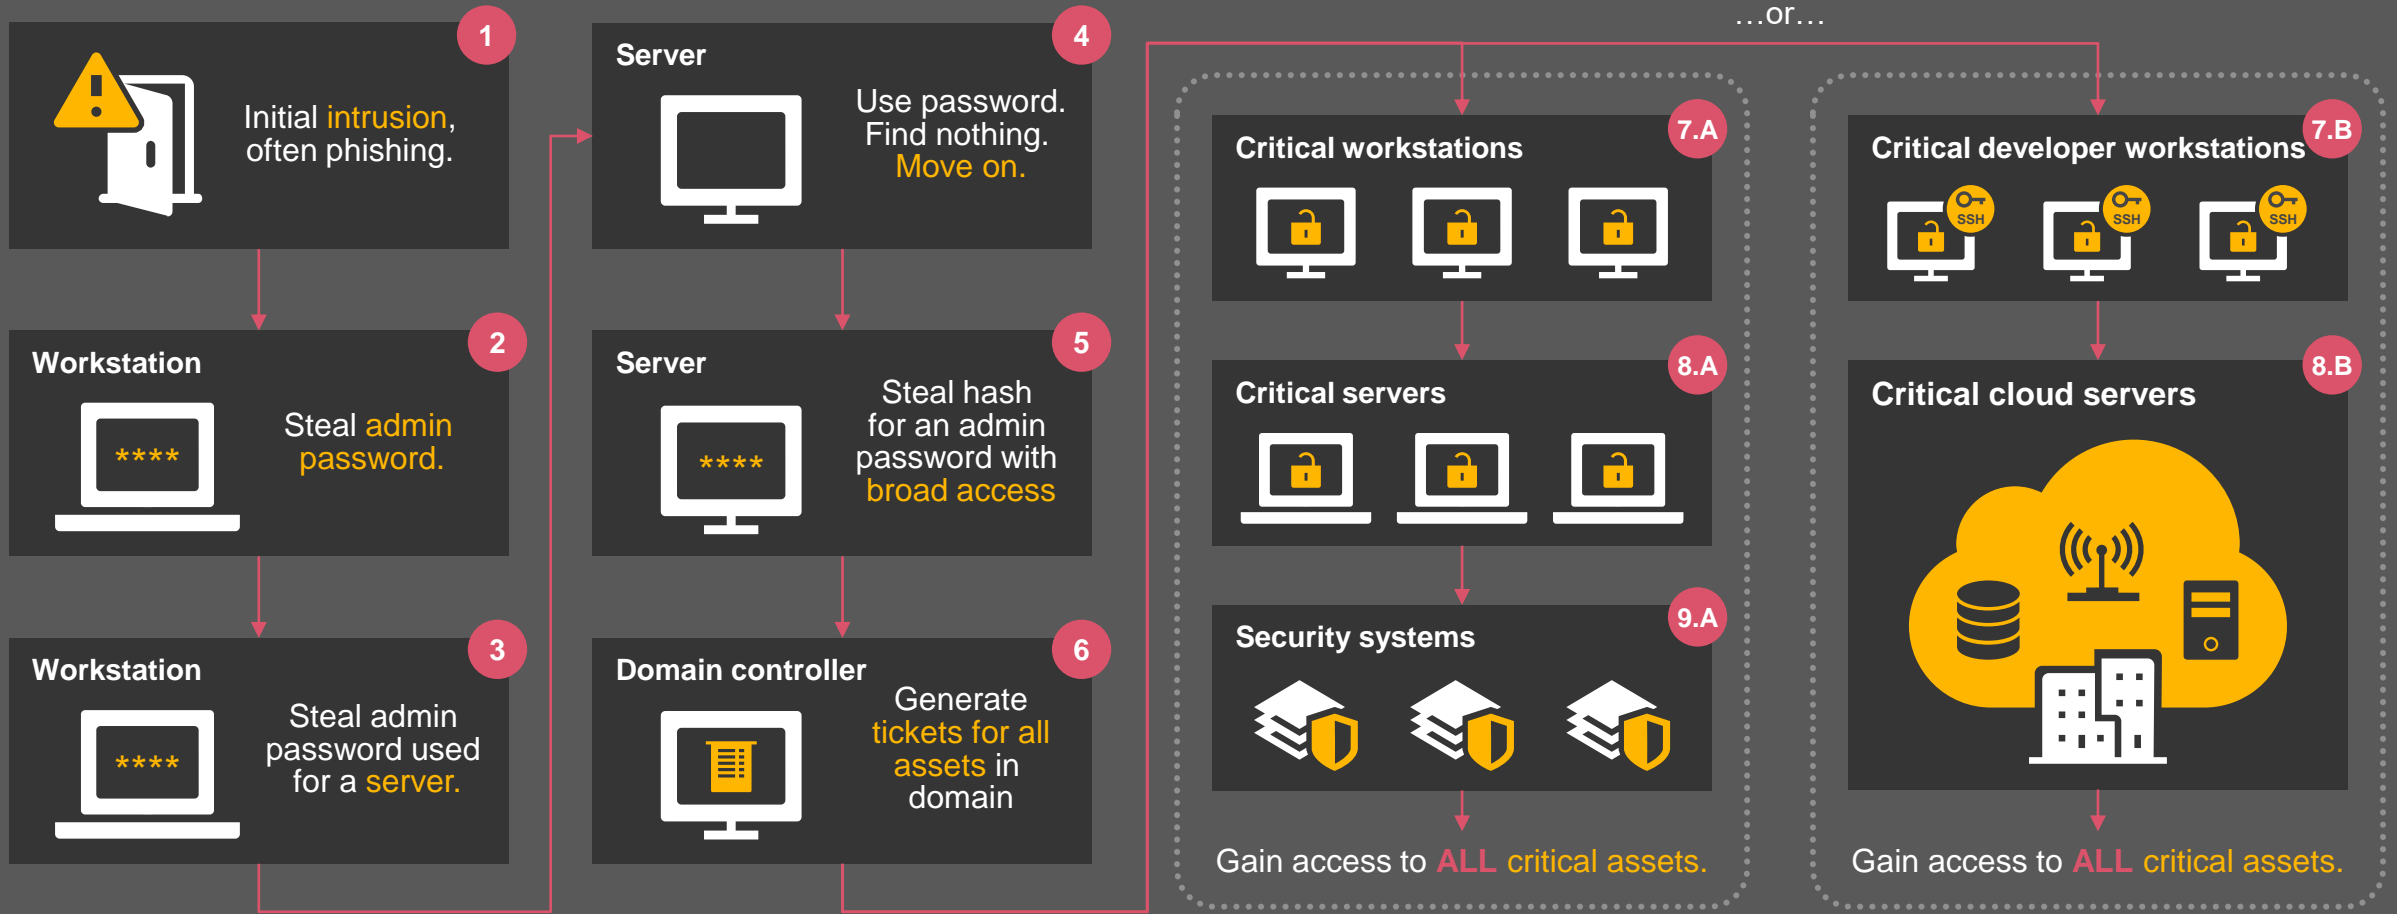 1
Initial intrusion,
often phishing.
2
Workstation
****
Steal admin
password.
3
Workstation
****
Steal admin
password used
for a server.
4
Server
Use password.
Find nothing.
Move on.
5
Server
****
Steal hash
for an admin
password with
broad access
6
Domain controller
Generate
tickets for all
assets in
domain
…or…
7.A
Critical workstations
8.A
Critical servers
9.A
Security systems
Gain access to ALL critical assets.
7.B
Critical developer workstations
SSH
SSH
SSH
8.B
Critical cloud servers
Gain access to ALL critical assets.